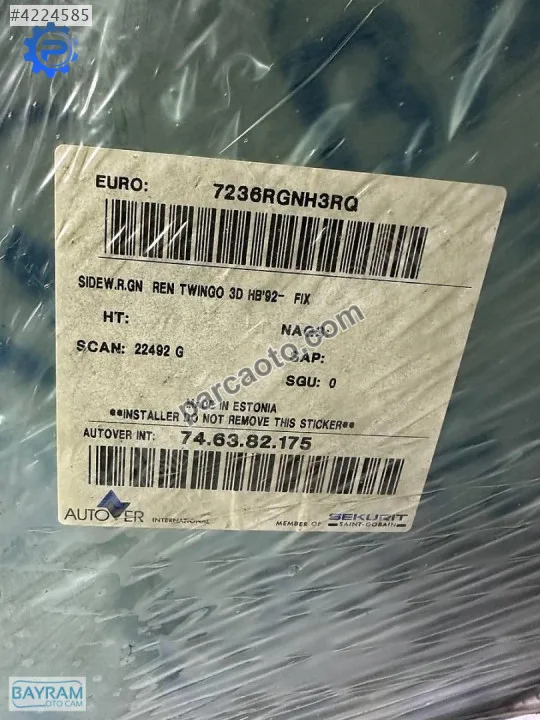 #4224585
EURO: 7236RGNH3RQ
SIDEW.R.GN REN TWINGO 3D HB'92- FIX
HT:
NAGS:
SCAN: 22492 G
SAP:
SGU: 0
MADE IN ESTONIA
**INSTALLER DO NOT REMOVE THIS STICKER**
AUTOVER INT: 74.63.82.175
AUTOVER INTERNATIONAL
MEMBER OF SEKURIT
SAINT-GOBAIN
parcaoto.com
BAYRAM
OTO CAM